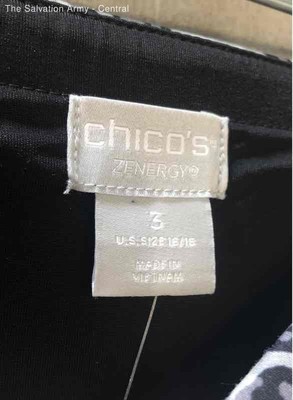 The Salvation Army - Central
chico's
ZENERGY®
3
U.S. SIZE 16/18
MADE IN
VIETNAM